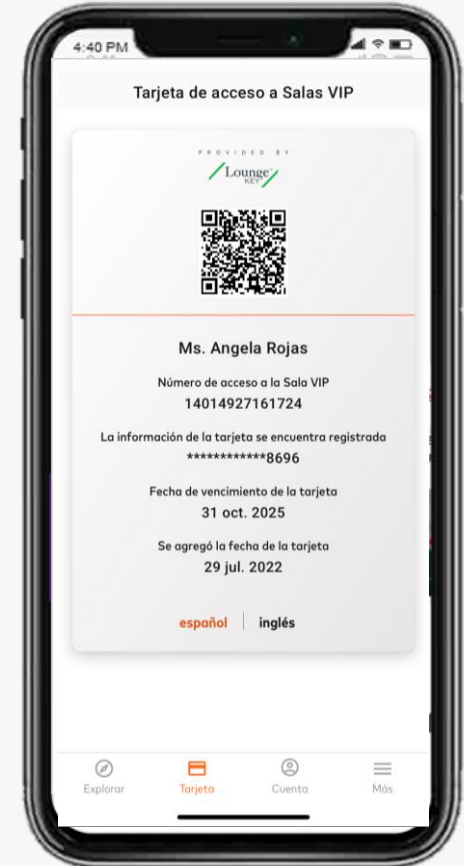 4:40 PM
Tarjeta de acceso a Salas VIP
PROVIDED BY
Lounge
KEY
Ms. Angela Rojas
Número de acceso a la Sala VIP
14014927161724
La información de la tarjeta se encuentra registrada
************8696
Fecha de vencimiento de la tarjeta
31 oct. 2025
Se agregó la fecha de la tarjeta
29 jul. 2022
español | inglés
Explorar Tarjeta Cuenta Más